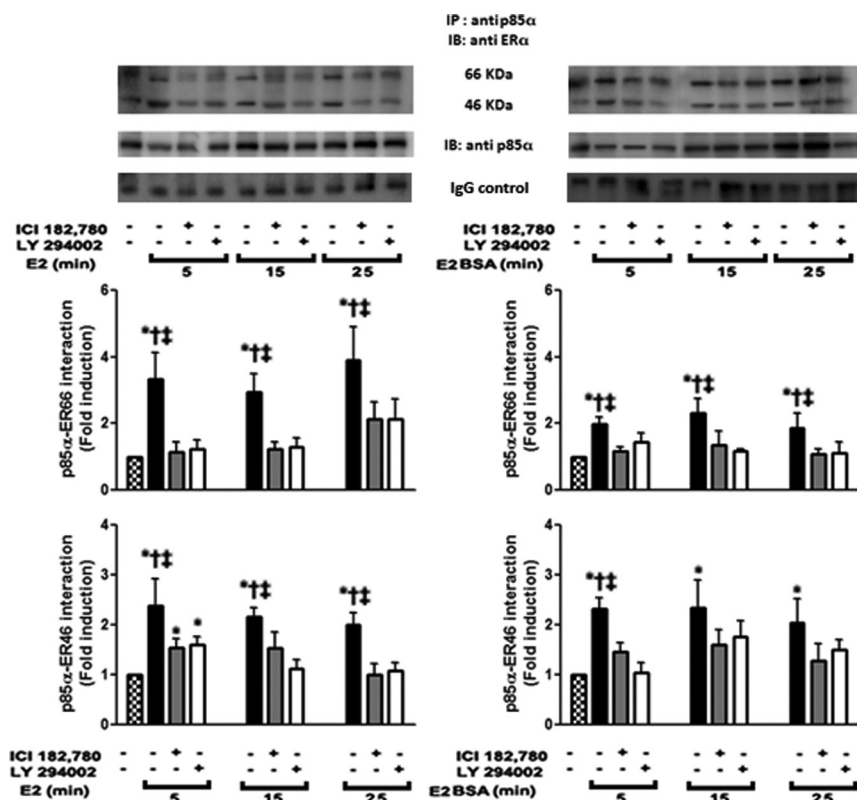 IP : anti p85α
IB: anti ERα
66 KDa
46 KDa
IB: anti p85α
IgG control
ICI 182,780 - - + - - + - - + -
LY 294002 - - - + - - + - - +
E2 (min) 5 15 25
ICI 182,780 - - + - - + - - + -
LY 294002 - - - + - - + - - +
E2 BSA (min) 5 15 25
p85α-ER66 interaction
(Fold induction)
6
4
2
0
*†‡ *†‡ *†‡
p85α-ER66 interaction
(Fold induction)
6
4
2
0
*†‡ *†‡ *†‡
p85α-ER46 interaction
(Fold induction)
4
3
2
1
0
*†‡ * * *†‡ *†‡
p85α-ER46 interaction
(Fold induction)
4
3
2
1
0
*†‡ * *
ICI 182,780 - - + - - + - - + -
LY 294002 - - - + - - + - - +
E2 (min) 5 15 25
ICI 182,780 - - + - - + - - + -
LY 294002 - - - + - - + - - +
E2 BSA (min) 5 15 25